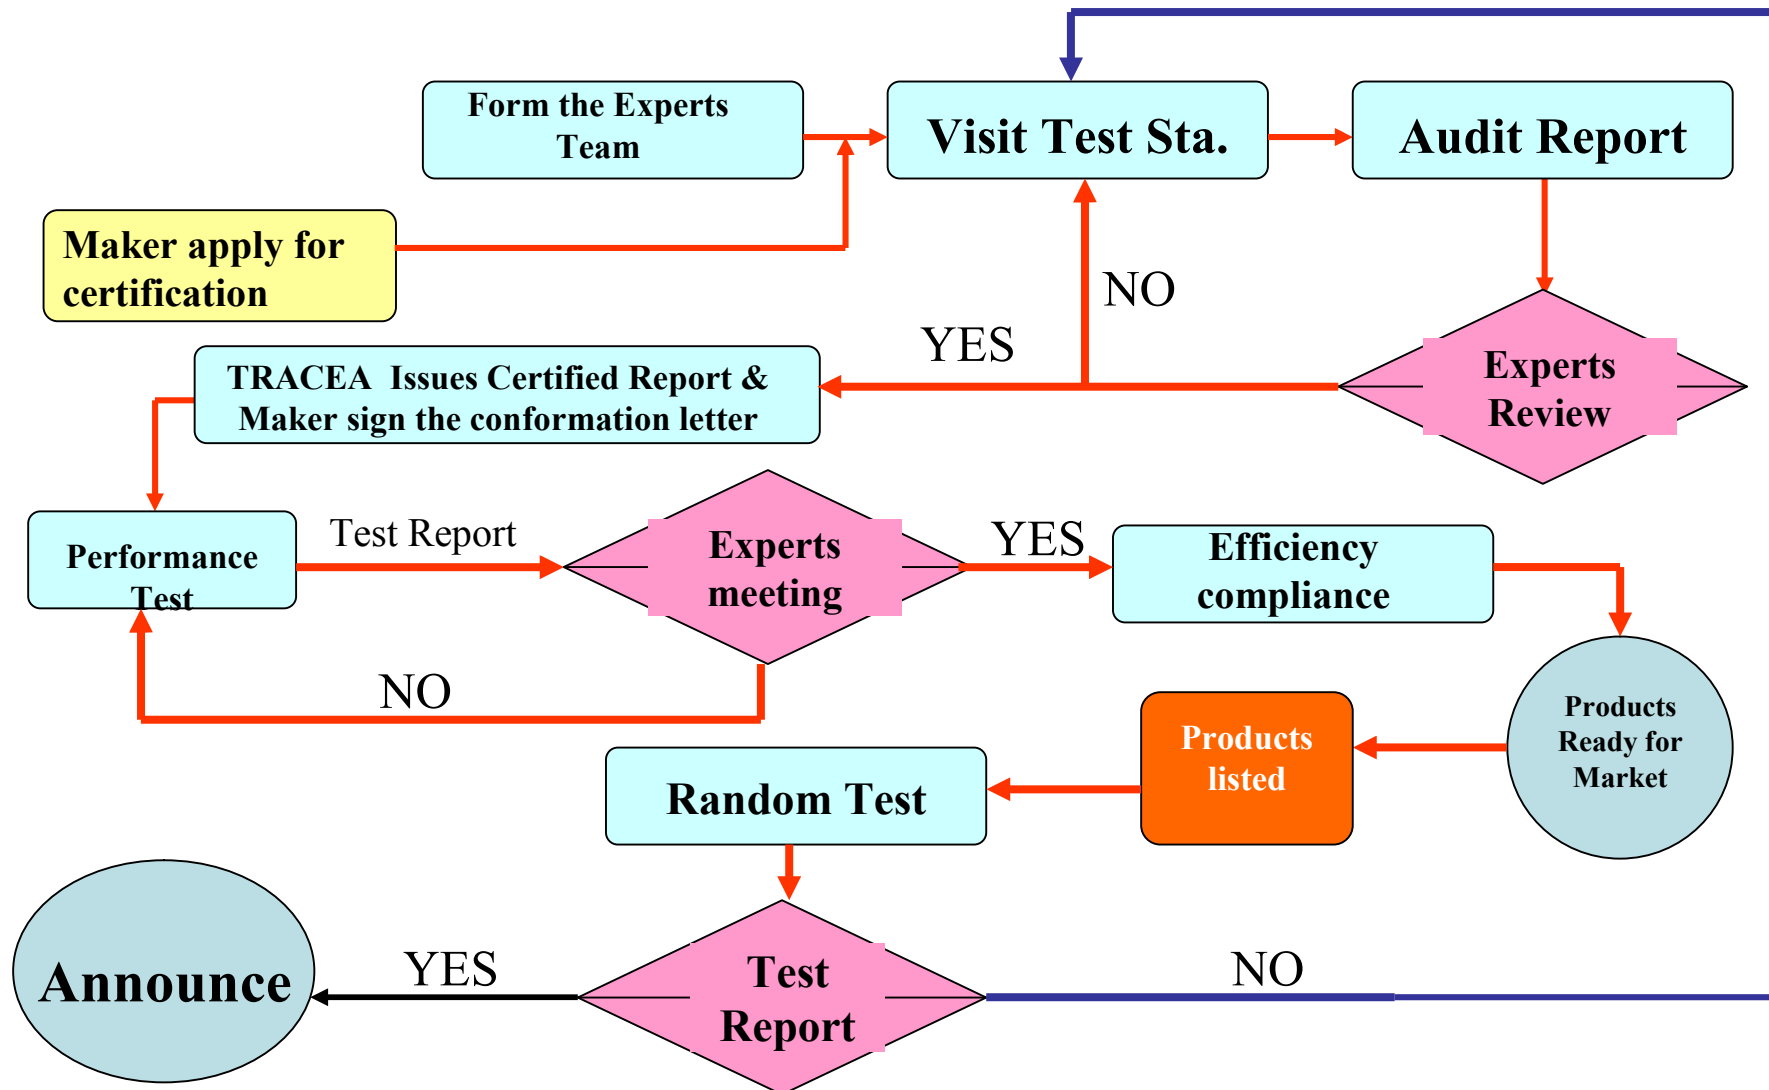 Form the Experts
Team
Visit Test Sta.
Audit Report
Maker apply for
certification
NO
YES
Experts
Review
TRACEA Issues Certified Report &
Maker sign the conformation letter
Performance
Test
Test Report
Experts
meeting
YES
Efficiency
compliance
NO
Products
Ready for
Market
Products
listed
Random Test
Announce
YES
Test
Report
NO